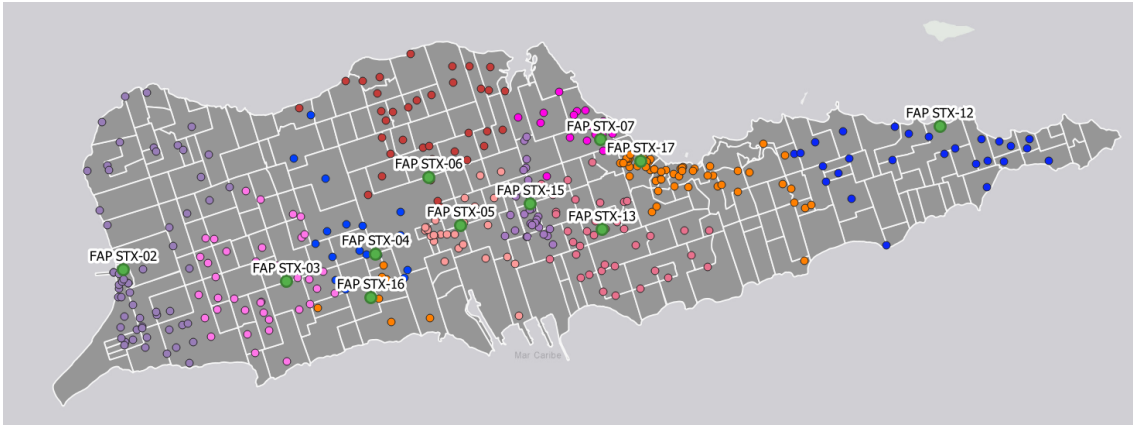 FAP STX-12
FAP STX-07
FAP STX-17
FAP STX-06
FAP STX-15
FAP STX-05
FAP STX-13
FAP STX-04
FAP STX-02
FAP STX-03
FAP STX-16
Mar Caribe